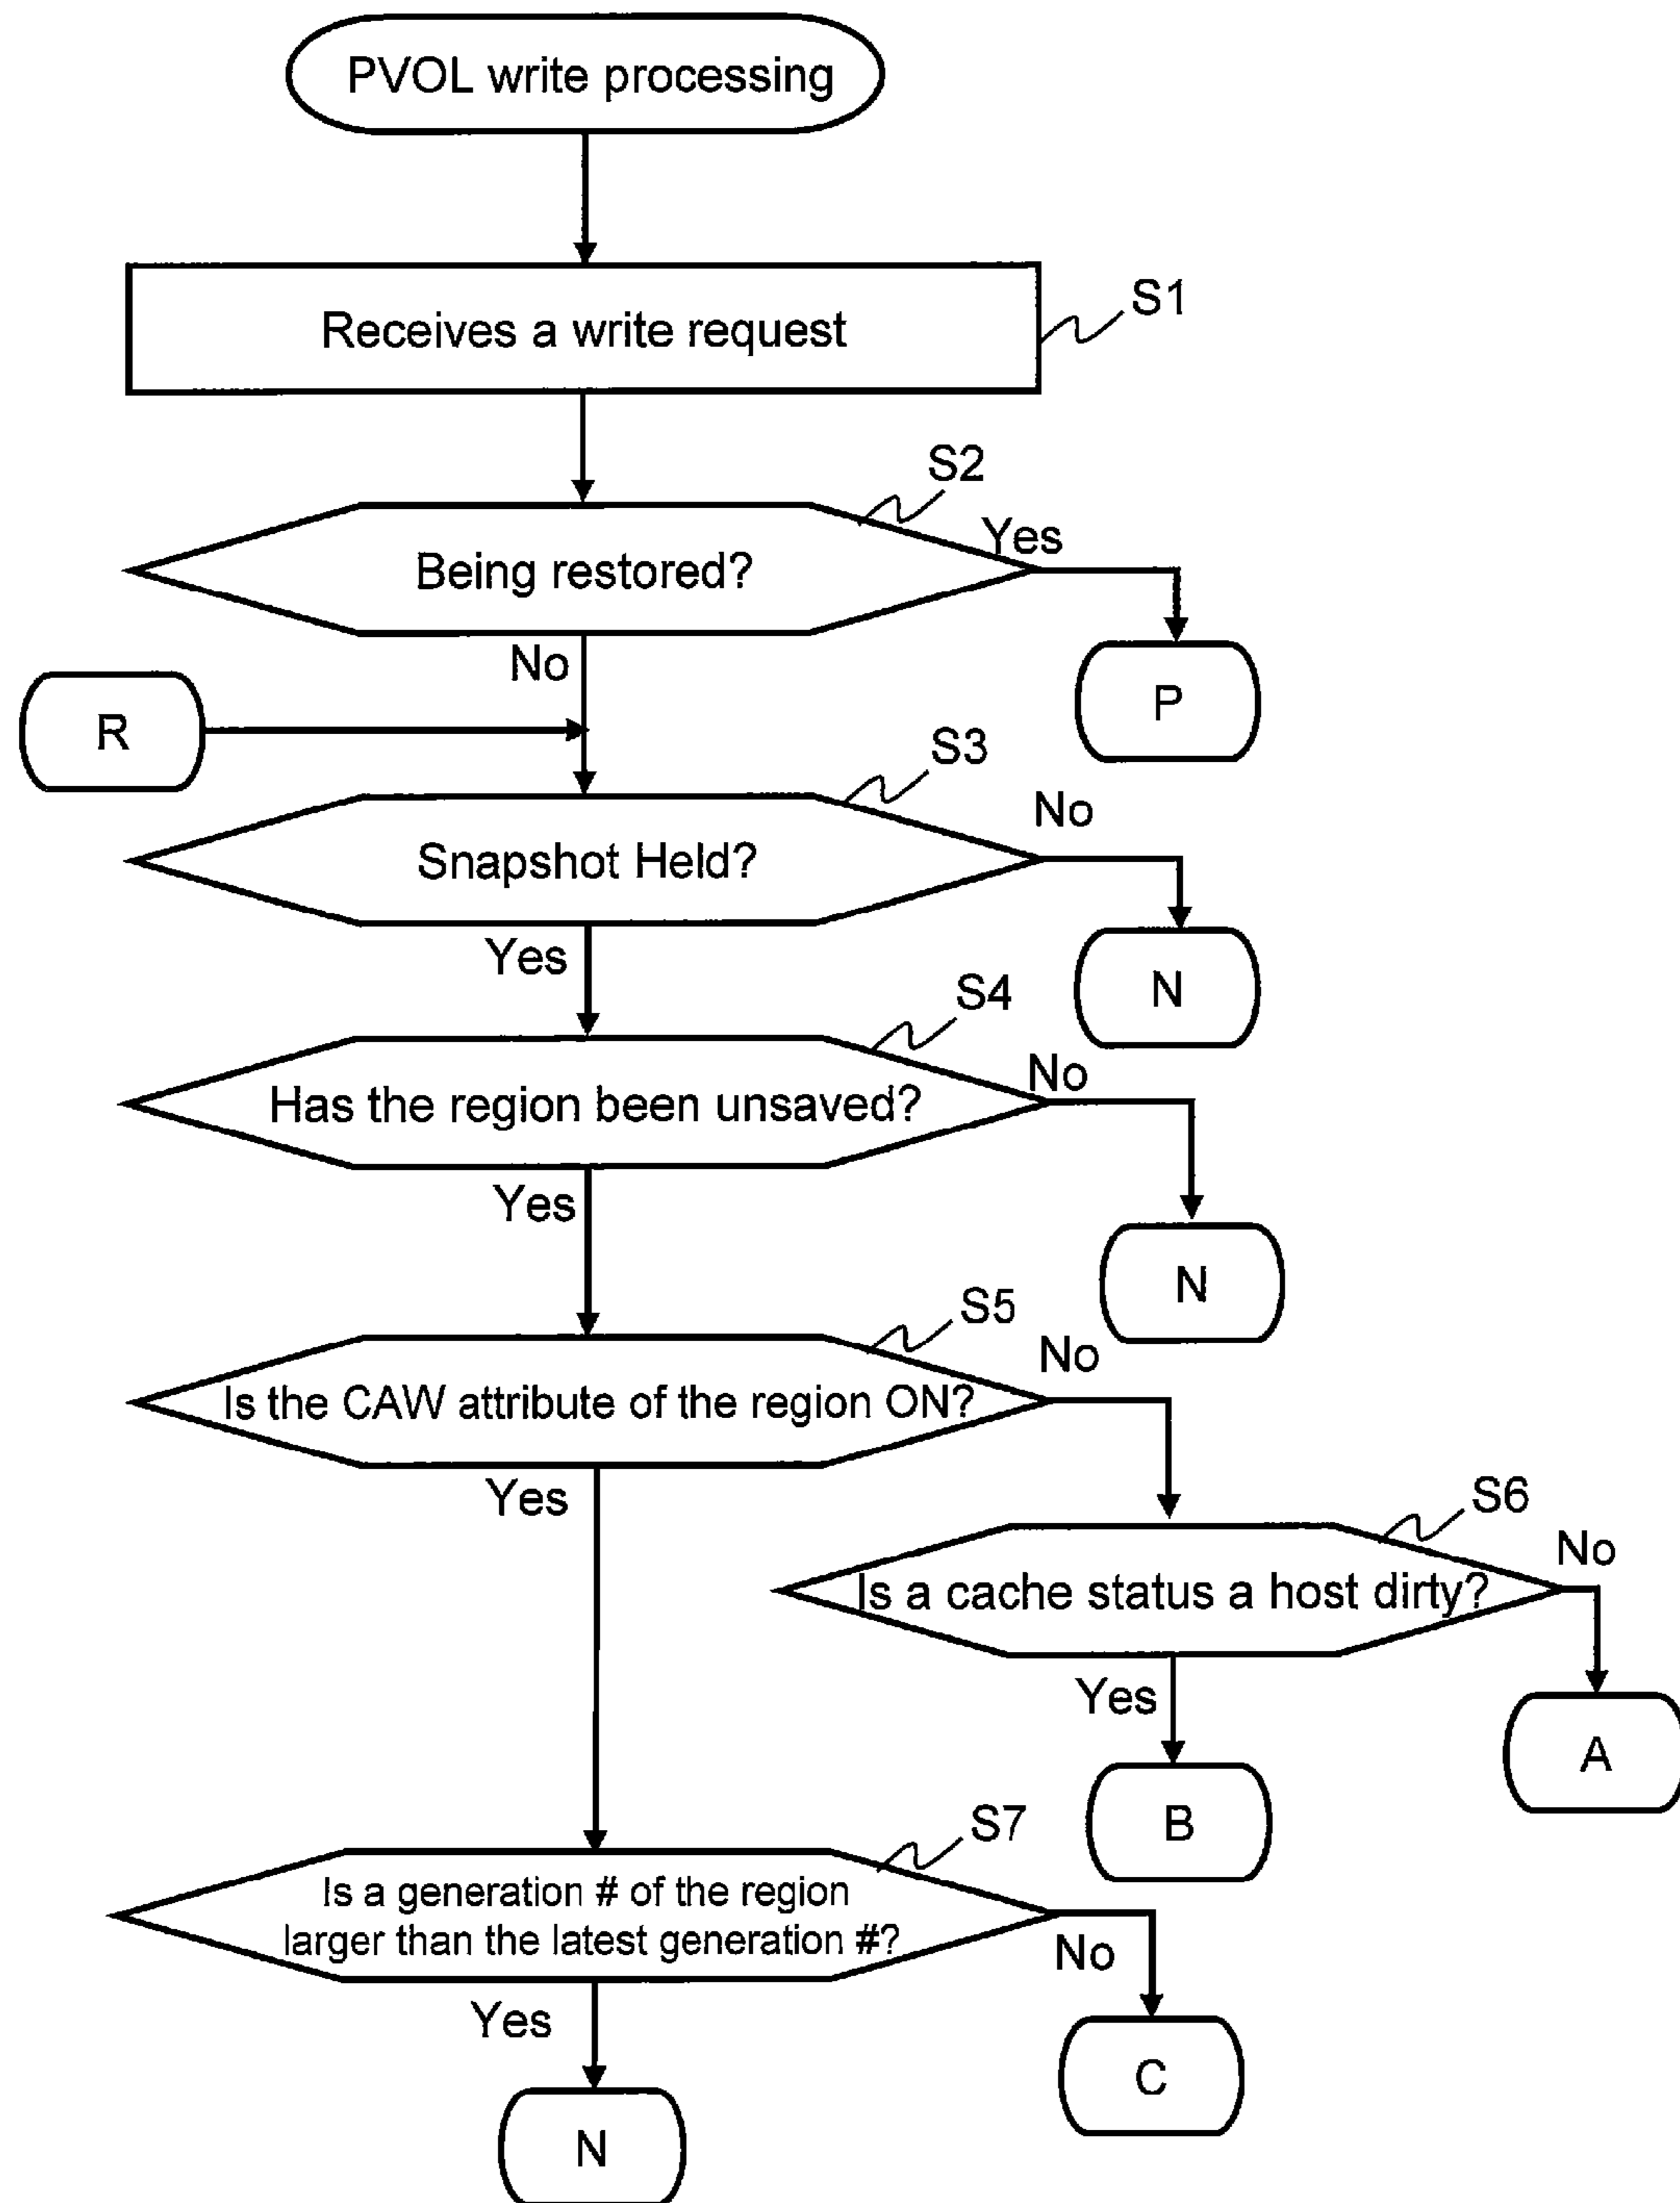 PVOL write processing
Receives a write request
S1
S2
Being restored?
Yes
No
P
R
S3
Snapshot Held?
No
Yes
N
S4
Has the region been unsaved?
No
Yes
N
S5
Is the CAW attribute of the region ON?
No
Yes
S6
Is a cache status a host dirty?
No
Yes
A
B
S7
Is a generation # of the region
larger than the latest generation #?
No
Yes
C
N